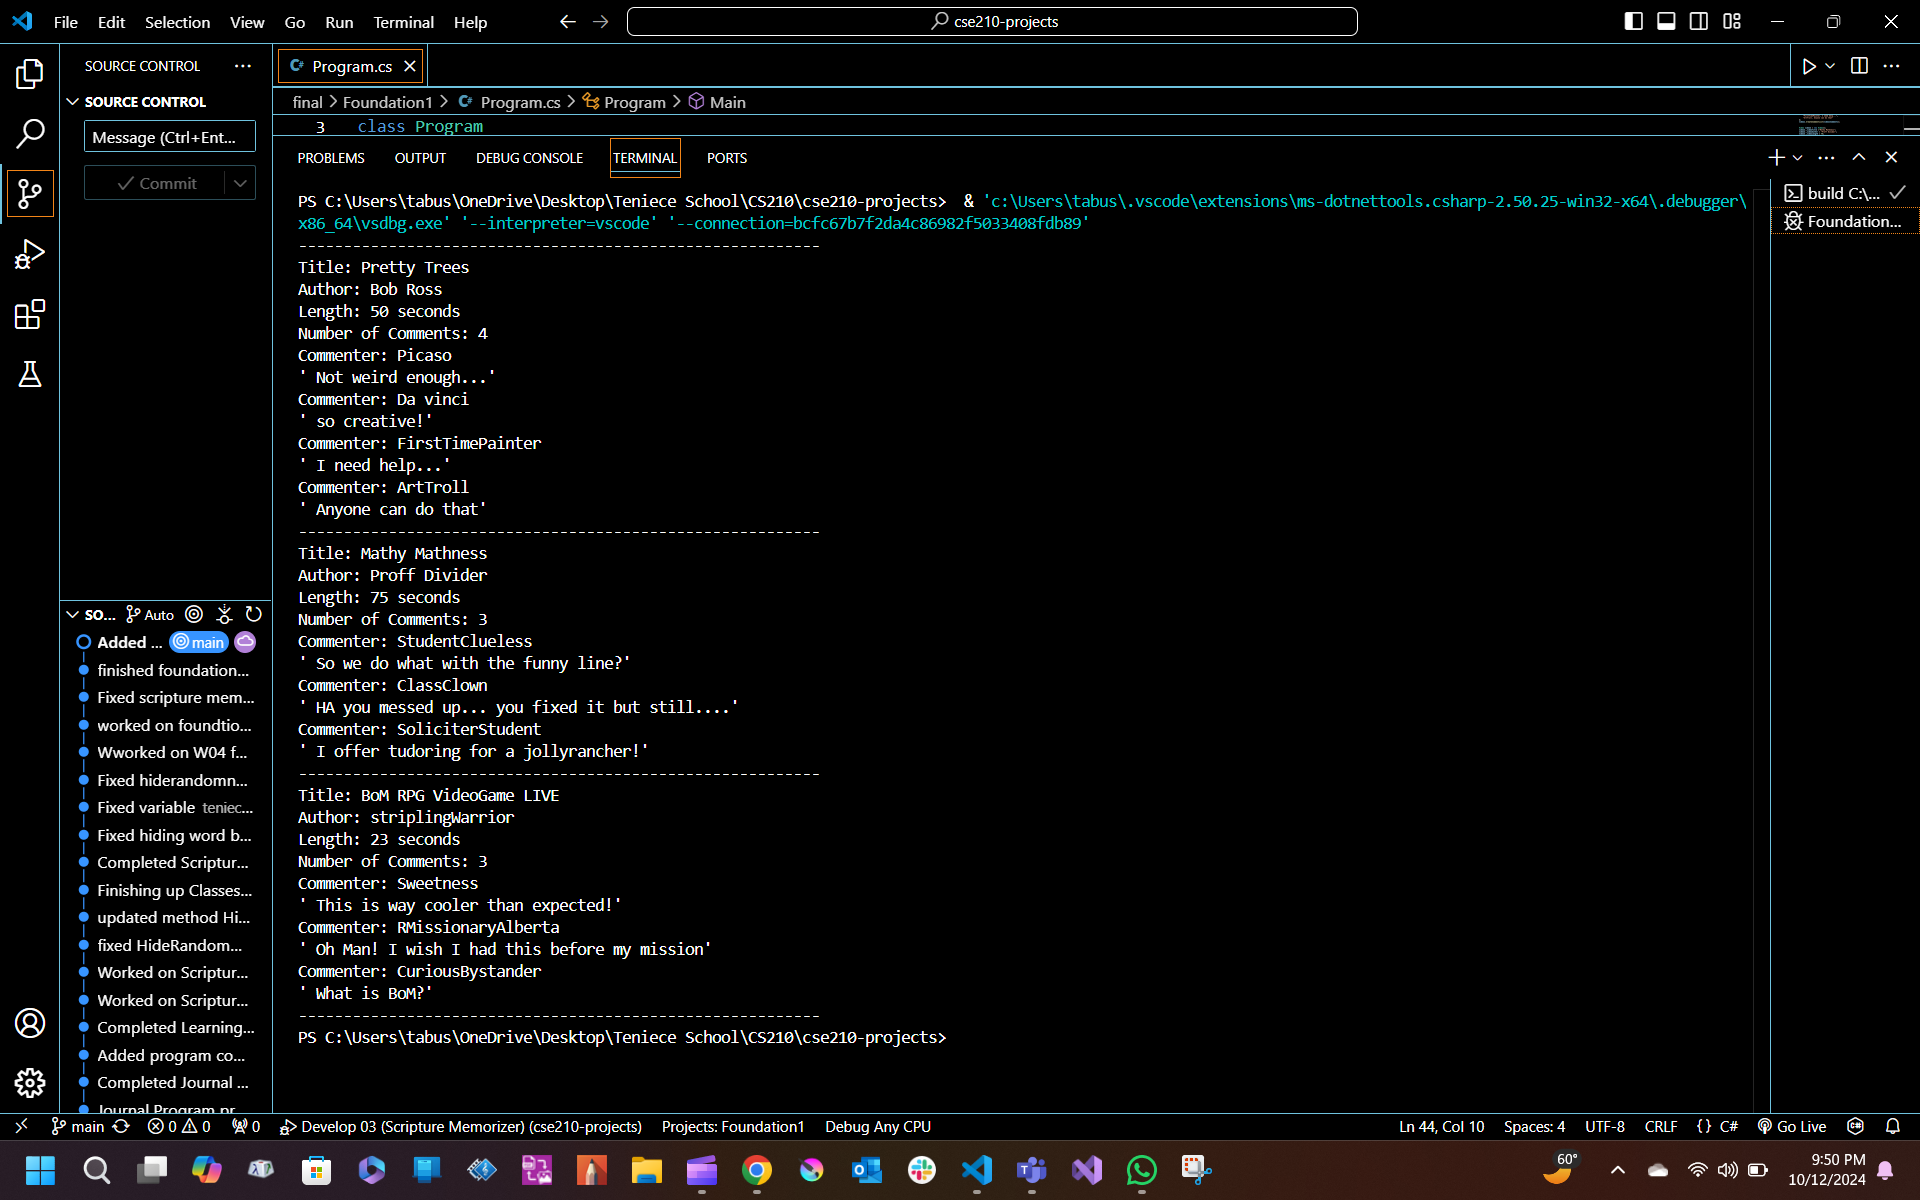 File Edit Selection View Go Run Terminal Help
cse210-projects
SOURCE CONTROL
SOURCE CONTROL
Message (Ctrl+Ent...
Commit
SO... Auto
Added ... main
finished foundation...
Fixed scripture mem...
worked on foundtio...
Wworked on W04 f...
Fixed hiderandomn...
Fixed variable teniec...
Fixed hiding word b...
Completed Scriptur...
Finishing up Classes...
updated method Hi...
fixed HideRandom...
Worked on Scriptur...
Worked on Scriptur...
Completed Learning...
Added program co...
Completed Journal ...
Journal Program pr
Program.cs
final > Foundation1 > Program.cs > Program > Main
3 class Program
PROBLEMS OUTPUT DEBUG CONSOLE TERMINAL PORTS
PS C:\Users\tabus\OneDrive\Desktop\Teniece School\CS210\cse210-projects> & 'c:\Users\tabus\.vscode\extensions\ms-dotnettools.csharp-2.50.25-win32-x64\.debugger\
x86_64\vsdbg.exe' '--interpreter=vscode' '--connection=bcfc67b7f2da4c86982f5033408fdb89'
----------------------------------------------------------
Title: Pretty Trees
Author: Bob Ross
Length: 50 seconds
Number of Comments: 4
Commenter: Picaso
' Not weird enough...'
Commenter: Da vinci
' so creative!'
Commenter: FirstTimePainter
' I need help...'
Commenter: ArtTroll
' Anyone can do that'
----------------------------------------------------------
Title: Mathy Mathness
Author: Proff Divider
Length: 75 seconds
Number of Comments: 3
Commenter: StudentClueless
' So we do what with the funny line?'
Commenter: ClassClown
' HA you messed up... you fixed it but still....'
Commenter: SoliciterStudent
' I offer tudoring for a jollyrancher!'
----------------------------------------------------------
Title: BoM RPG VideoGame LIVE
Author: striplingWarrior
Length: 23 seconds
Number of Comments: 3
Commenter: Sweetness
' This is way cooler than expected!'
Commenter: RMissionaryAlberta
' Oh Man! I wish I had this before my mission'
Commenter: CuriousBystander
' What is BoM?'
----------------------------------------------------------
PS C:\Users\tabus\OneDrive\Desktop\Teniece School\CS210\cse210-projects>
build C:\...
Foundation...
main 0 0 0 Develop 03 (Scripture Memorizer) (cse210-projects) Projects: Foundation1 Debug Any CPU Ln 44, Col 10 Spaces: 4 UTF-8 CRLF {} C# Go Live
60°
9:50 PM
10/12/2024